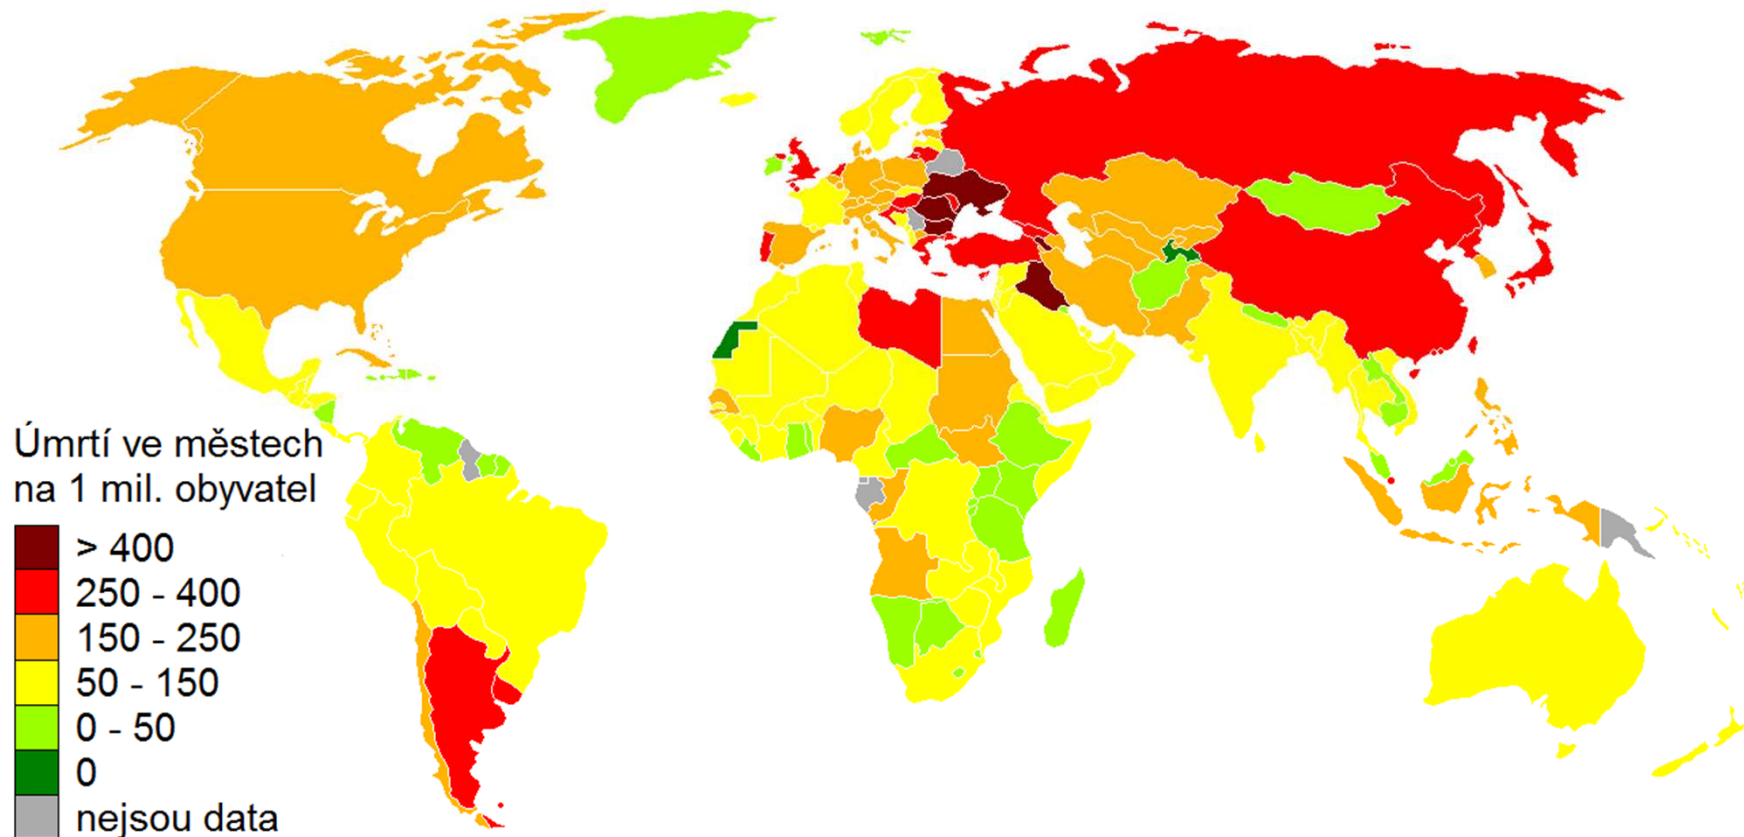 Úmrtí ve městech
na 1 mil. obyvatel
> 400
250 - 400
150 - 250
50 - 150
0 - 50
0
nejsou data